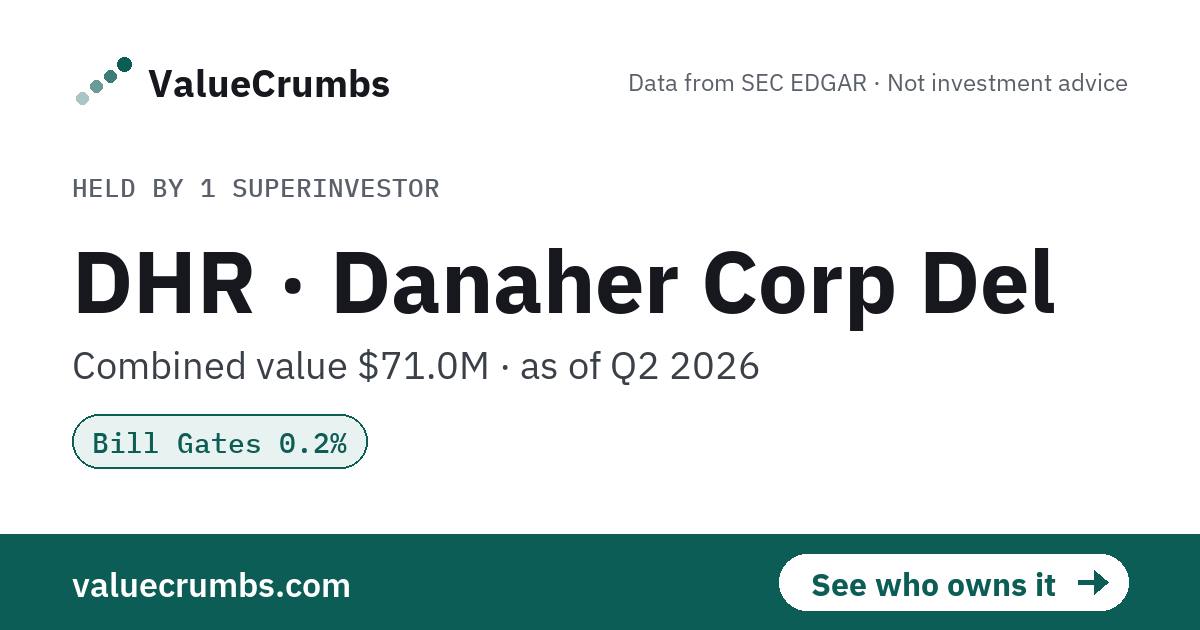 ValueCrumbs
Data from SEC EDGAR · Not investment advice
HELD BY 1 SUPERINVESTOR
DHR · Danaher Corp Del
Combined value $71.0M · as of Q2 2026
Bill Gates 0.2%
valuecrumbs.com
See who owns it →